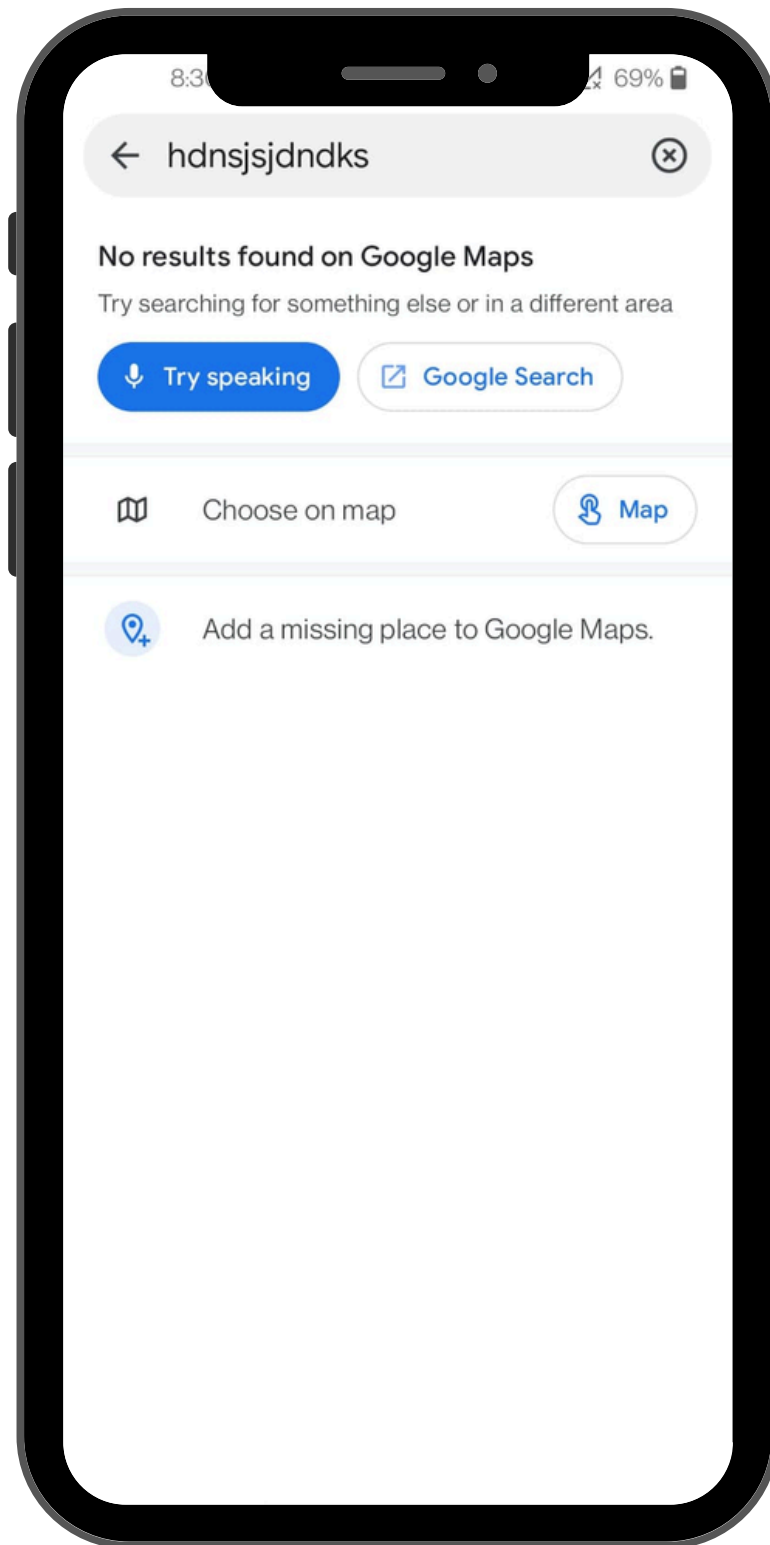 69%
hdnsjsjdndks
No results found on Google Maps
Try searching for something else or in a different area
Try speaking
Google Search
Choose on map
Map
Add a missing place to Google Maps.